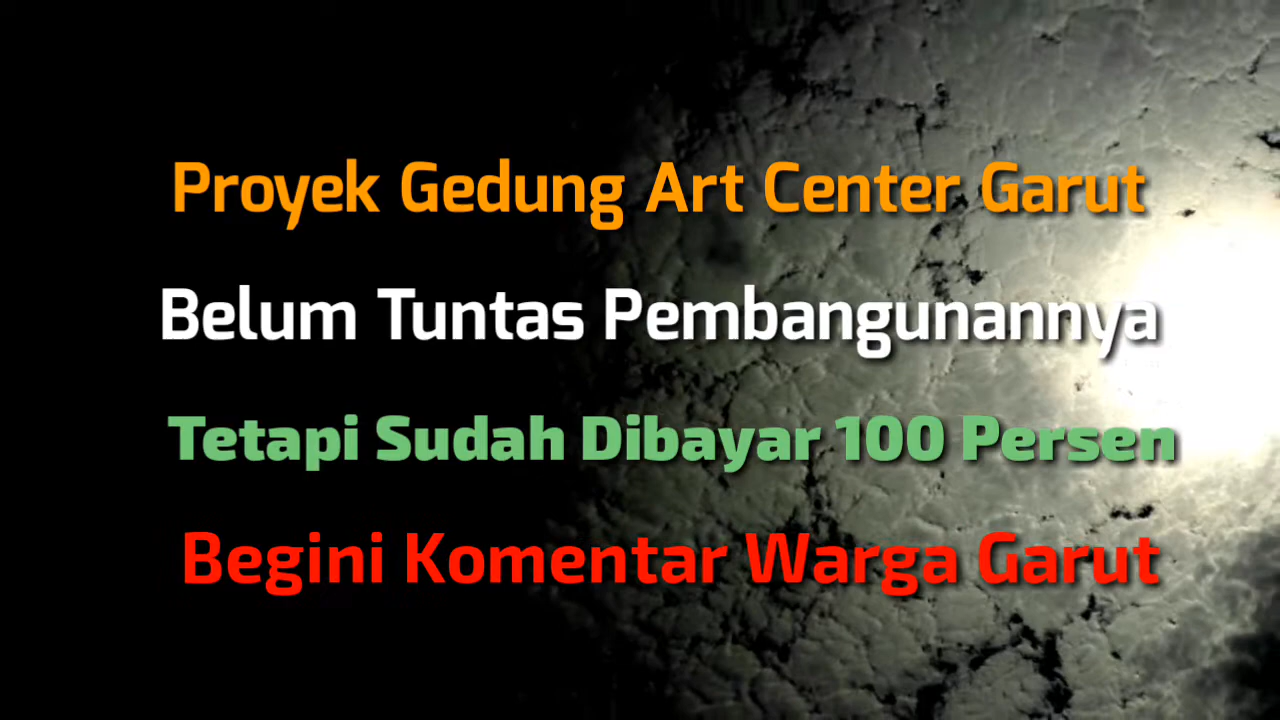 Proyek Gedung Art Center Garut
Belum Tuntas Pembangunannya
Tetapi Sudah Dibayar 100 Persen
Begini Komentar Warga Garut